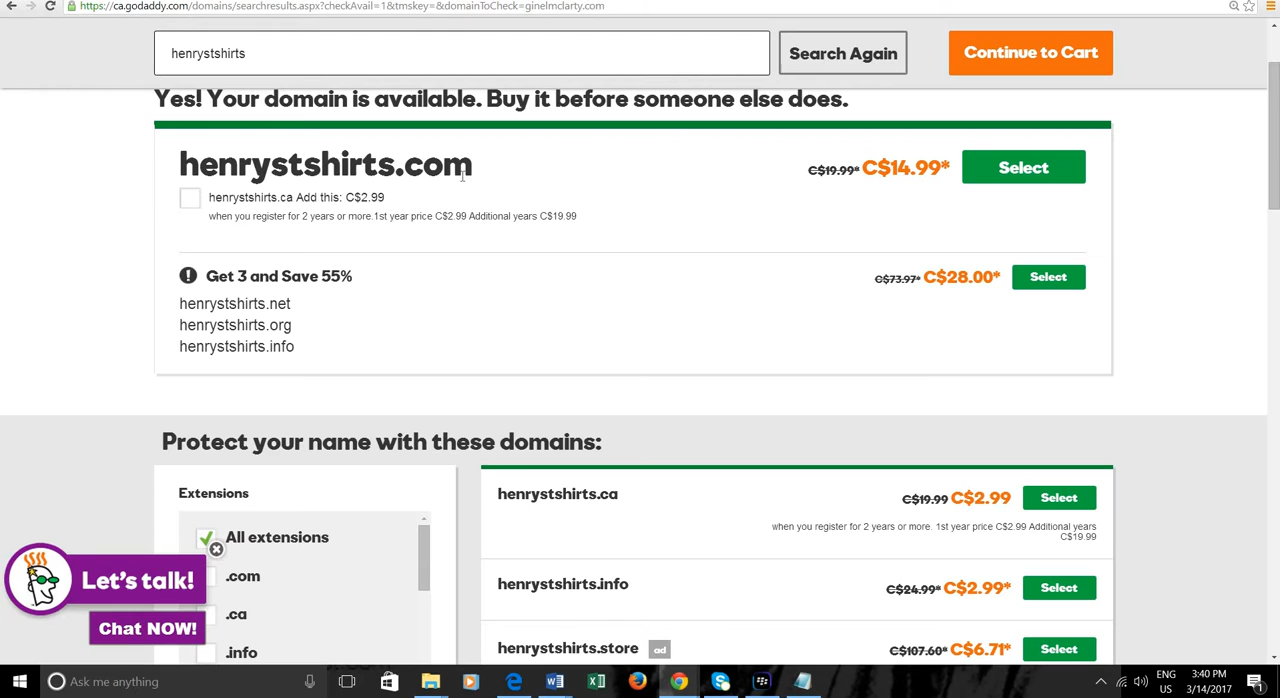 https://ca.godaddy.com/domains/searchresults.aspx?checkAvail=1&tmskey=&domainToCheck=ginelmclarty.com
henrystshirts
Search Again
Continue to Cart
Yes! Your domain is available. Buy it before someone else does.
henrystshirts.com
C$19.99* C$14.99*
Select
henrystshirts.ca Add this: C$2.99
when you register for 2 years or more.1st year price C$2.99 Additional years C$19.99
Get 3 and Save 55%
C$73.97* C$28.00*
Select
henrystshirts.net
henrystshirts.org
henrystshirts.info
Protect your name with these domains:
Extensions
All extensions
.com
.ca
.info
henrystshirts.ca
C$19.99 C$2.99
Select
when you register for 2 years or more. 1st year price C$2.99 Additional years
C$19.99
henrystshirts.info
C$24.99* C$2.99*
Select
henrystshirts.store ad
C$107.60* C$6.71*
Select
Let's talk!
Chat NOW!
Ask me anything
ENG
US
3:40 PM
3/14/2017